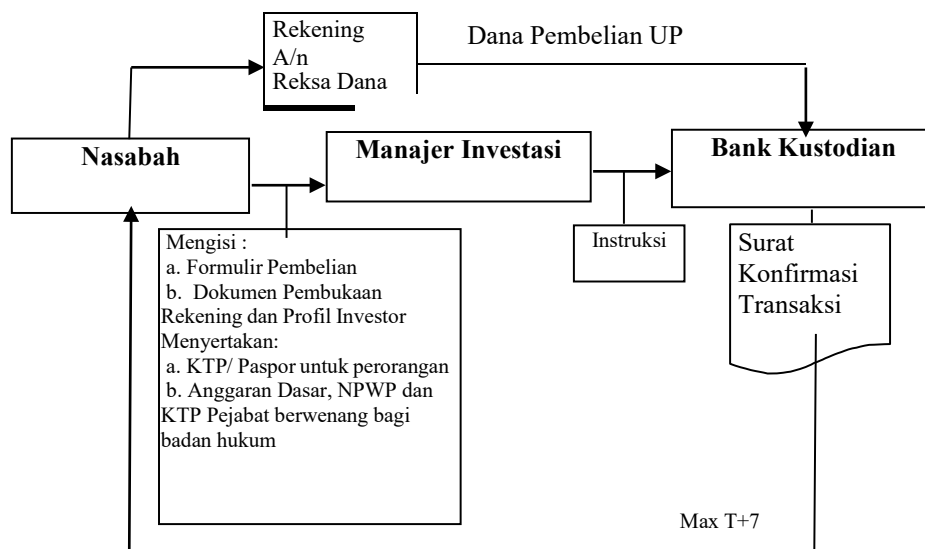 Rekening
A/n
Reksa Dana
Dana Pembelian UP
Nasabah
Manajer Investasi
Bank Kustodian
Mengisi :
a. Formulir Pembelian
b. Dokumen Pembukaan
Rekening dan Profil Investor
Menyertakan:
a. KTP/ Paspor untuk perorangan
b. Anggaran Dasar, NPWP dan
KTP Pejabat berwenang bagi
badan hukum
Instruksi
Surat
Konfirmasi
Transaksi
Max T+7